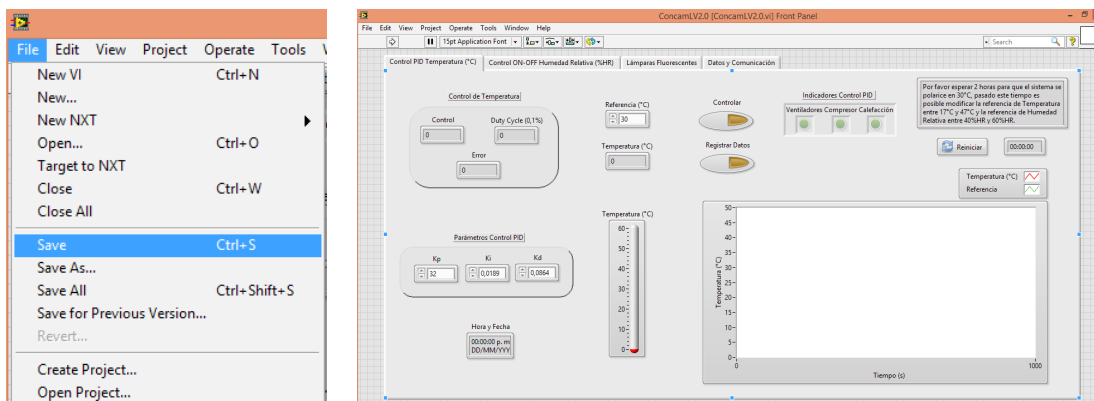 File Edit View Project Operate Tools
New VI Ctrl+N
New...
New NXT
Open... Ctrl+O
Target to NXT
Close Ctrl+W
Close All
Save Ctrl+S
Save As...
Save All Ctrl+Shift+S
Save for Previous Version...
Revert...
Create Project...
Open Project...
ConcamLV2.0 [ConcamLV2.0.vi] Front Panel
File Edit View Project Operate Tools Window Help
15pt Application Font
Search
Control PID Temperatura (°C) Control ON-OFF Humedad Relativa (%HR) Lámparas Fluorescentes Datos y Comunicación
Control de Temperatura
Control Duty Cycle (0,1%)
0 0
Error
0
Referencia (°C)
30
Temperatura (°C)
0
Controlar
Registrar Datos
Indicadores Control PID
Ventiladores Compresor Calefacción
Por favor esperar 2 horas para que el sistema se
polarice en 30°C, pasado este tiempo es
posible modificar la referencia de Temperatura
entre 17°C y 47°C y la referencia de Humedad
Relativa entre 40%HR y 60%HR.
Reiniciar 00:00:00
Temperatura (°C)
Referencia
Parámetros Control PID
Kp Ki Kd
32 0,0189 0,0864
Hora y Fecha
00:00:00 p. m
DD/MM/YYY
Temperatura (°C)
60
50
40
30
20
10
0
Temperatura (°C)
50
45
40
35
30
25
20
15
10
5
0
0 1000
Tiempo (s)